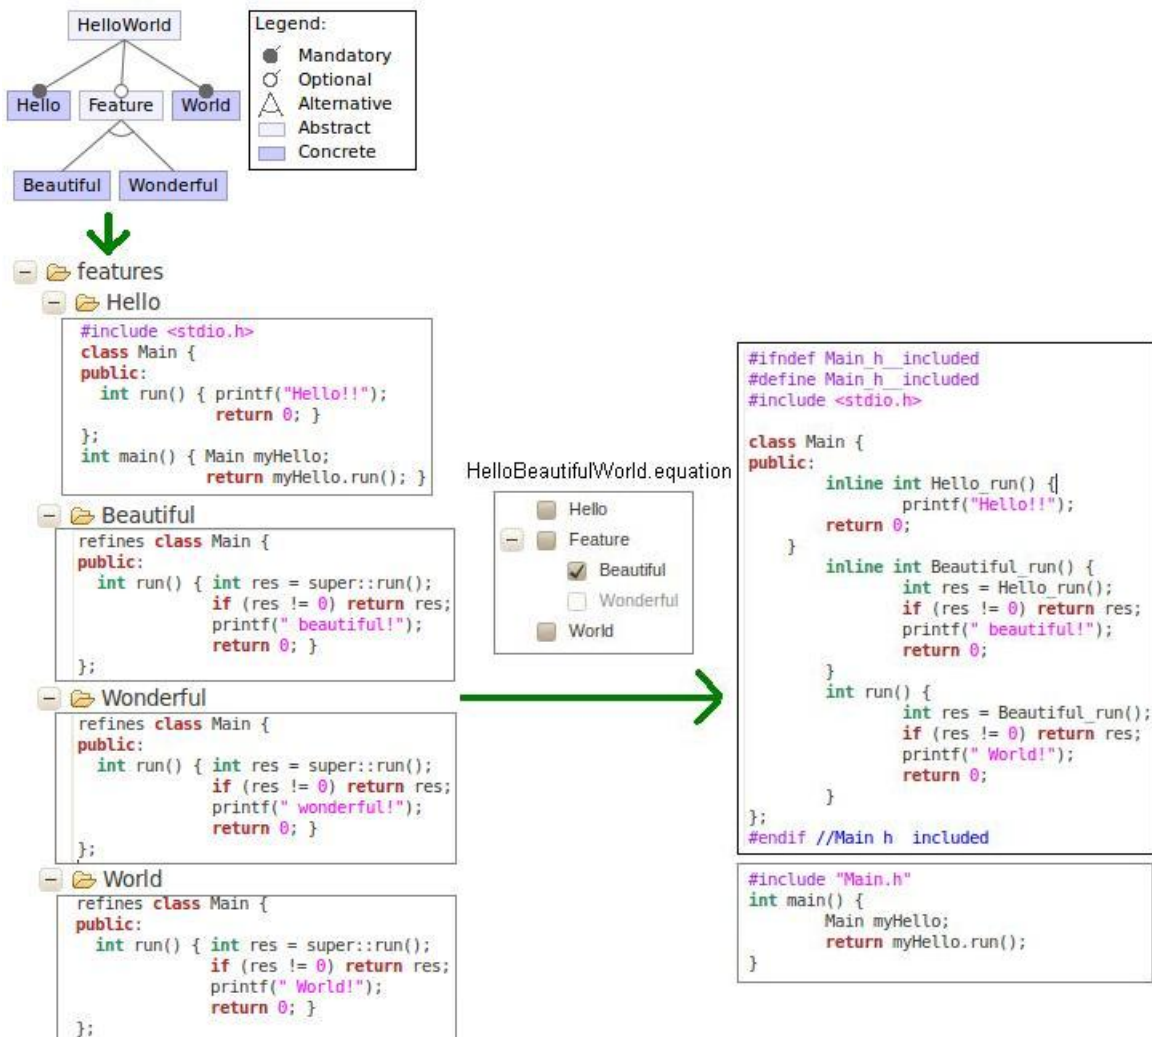 HelloWorld
Hello Feature World
Beautiful Wonderful
Legend:
Mandatory
Optional
Alternative
Abstract
Concrete
features
Hello
#include <stdio.h>
class Main {
public:
int run() { printf("Hello!!");
return 0; }
};
int main() { Main myHello;
return myHello.run(); }
Beautiful
refines class Main {
public:
int run() { int res = super::run();
if (res != 0) return res;
printf(" beautiful!");
return 0; }
};
Wonderful
refines class Main {
public:
int run() { int res = super::run();
if (res != 0) return res;
printf(" wonderful!");
return 0; }
};
World
refines class Main {
public:
int run() { int res = super::run();
if (res != 0) return res;
printf(" World!");
return 0; }
};
HelloBeautifulWorld.equation
Hello
Feature
Beautiful
Wonderful
World
#ifndef Main_h__included
#define Main_h__included
#include <stdio.h>
class Main {
public:
inline int Hello_run() {
printf("Hello!!");
return 0;
}
inline int Beautiful_run() {
int res = Hello_run();
if (res != 0) return res;
printf(" beautiful!");
return 0;
}
int run() {
int res = Beautiful_run();
if (res != 0) return res;
printf(" World!");
return 0;
}
};
#endif //Main h  included
#include "Main.h"
int main() {
Main myHello;
return myHello.run();
}